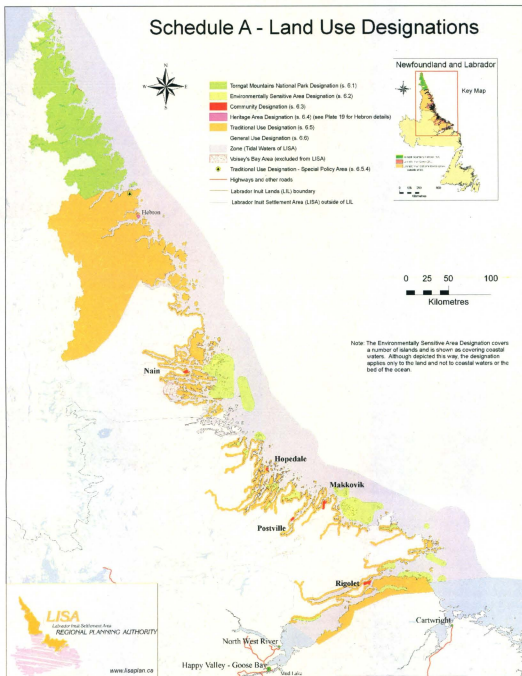 Schedule A - Land Use Designations
Newfoundland and Labrador
Key Map
Torngat Mountains National Park Designation (s. 6.1)
Environmentally Sensitive Area Designation (s. 6.2)
Community Designation (s. 6.3)
Heritage Area Designation (s. 6.4) (see Plate 19 for Hebron details)
Traditional Use Designation (s. 6.5)
General Use Designation (s. 6.6)
Zone (Tidal Waters of LISA)
Voisey's Bay Area (excluded from LISA)
Traditional Use Designation - Special Policy Area (s. 6.5.4)
Highways and other roads
Labrador Inuit Lands (LIL) boundary
Labrador Inuit Settlement Area (LISA) outside of LIL
0 25 50 100
Kilometres
Note: The Environmentally Sensitive Area Designation covers
a number of islands and is shown as covering coastal
waters. Although depicted this way, the designation
applies only to the land and not to coastal waters or the
bed of the ocean.
Hebron
Nain
Hopedale
Makkovik
Postville
Rigolet
Cartwright
North West River
Happy Valley - Goose Bay
Mud Lake
LISA
Labrador Inuit Settlement Area
REGIONAL PLANNING AUTHORITY
www.lisaplan.ca